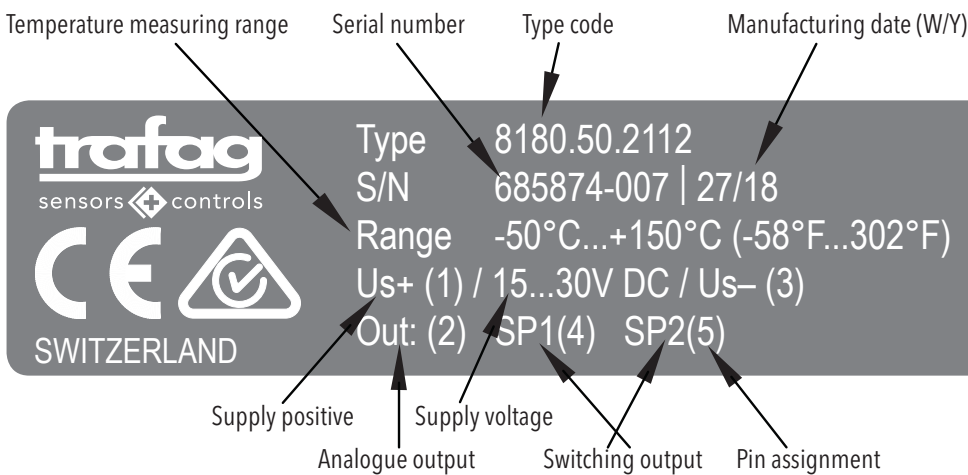 Temperature measuring range Serial number Type code Manufacturing date (W/Y)
trafag
sensors controls
Type 8180.50.2112
S/N 685874-007 | 27/18
Range -50°C...+150°C (-58°F...302°F)
Us+ (1) / 15...30V DC / Us– (3)
Out: (2) SP1(4) SP2(5)
CE
SWITZERLAND
Supply positive Supply voltage
Analogue output Switching output Pin assignment